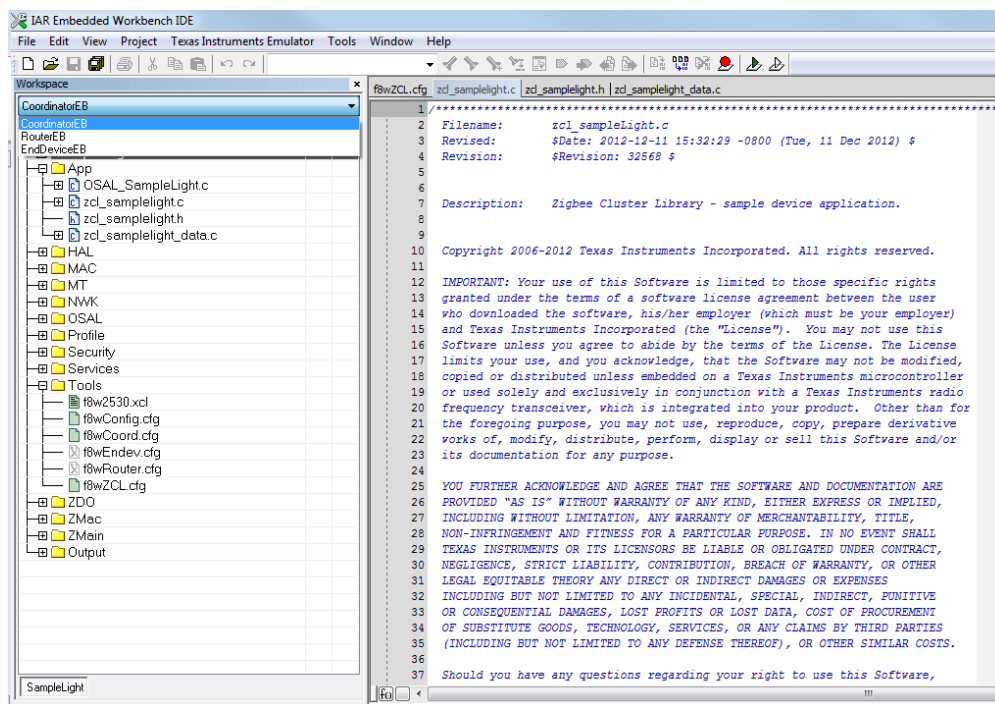 IAR Embedded Workbench IDE
File Edit View Project Texas Instruments Emulator Tools Window Help
Workspace x
CoordinatorEB
CoordinatorEB
RouterEB
EndDeviceEB
App
OSAL_SampleLight.c
zcl_samplelight.c
zcl_samplelight.h
zcl_samplelight_data.c
HAL
MAC
MT
NWK
OSAL
Profile
Security
Services
Tools
f8w2530.xcl
f8wConfig.cfg
f8wCoord.cfg
f8wEndev.cfg
f8wRouter.cfg
f8wZCL.cfg
ZDO
ZMac
ZMain
Output
SampleLight
f8wZCL.cfg zcl_samplelight.c zcl_samplelight.h zcl_samplelight_data.c
1 /******************************************************************************
2 Filename: zcl_sampleLight.c
3 Revised: $Date: 2012-12-11 15:32:29 -0800 (Tue, 11 Dec 2012) $
4 Revision: $Revision: 32568 $
5
6
7 Description: Zigbee Cluster Library - sample device application.
8
9
10 Copyright 2006-2012 Texas Instruments Incorporated. All rights reserved.
11
12 IMPORTANT: Your use of this Software is limited to those specific rights
13 granted under the terms of a software license agreement between the user
14 who downloaded the software, his/her employer (which must be your employer)
15 and Texas Instruments Incorporated (the "License"). You may not use this
16 Software unless you agree to abide by the terms of the License. The License
17 limits your use, and you acknowledge, that the Software may not be modified,
18 copied or distributed unless embedded on a Texas Instruments microcontroller
19 or used solely and exclusively in conjunction with a Texas Instruments radio
20 frequency transceiver, which is integrated into your product. Other than for
21 the foregoing purpose, you may not use, reproduce, copy, prepare derivative
22 works of, modify, distribute, perform, display or sell this Software and/or
23 its documentation for any purpose.
24
25 YOU FURTHER ACKNOWLEDGE AND AGREE THAT THE SOFTWARE AND DOCUMENTATION ARE
26 PROVIDED “AS IS” WITHOUT WARRANTY OF ANY KIND, EITHER EXPRESS OR IMPLIED,
27 INCLUDING WITHOUT LIMITATION, ANY WARRANTY OF MERCHANTABILITY, TITLE,
28 NON-INFRINGEMENT AND FITNESS FOR A PARTICULAR PURPOSE. IN NO EVENT SHALL
29 TEXAS INSTRUMENTS OR ITS LICENSORS BE LIABLE OR OBLIGATED UNDER CONTRACT,
30 NEGLIGENCE, STRICT LIABILITY, CONTRIBUTION, BREACH OF WARRANTY, OR OTHER
31 LEGAL EQUITABLE THEORY ANY DIRECT OR INDIRECT DAMAGES OR EXPENSES
32 INCLUDING BUT NOT LIMITED TO ANY INCIDENTAL, SPECIAL, INDIRECT, PUNITIVE
33 OR CONSEQUENTIAL DAMAGES, LOST PROFITS OR LOST DATA, COST OF PROCUREMENT
34 OF SUBSTITUTE GOODS, TECHNOLOGY, SERVICES, OR ANY CLAIMS BY THIRD PARTIES
35 (INCLUDING BUT NOT LIMITED TO ANY DEFENSE THEREOF), OR OTHER SIMILAR COSTS.
36
37 Should you have any questions regarding your right to use this Software,